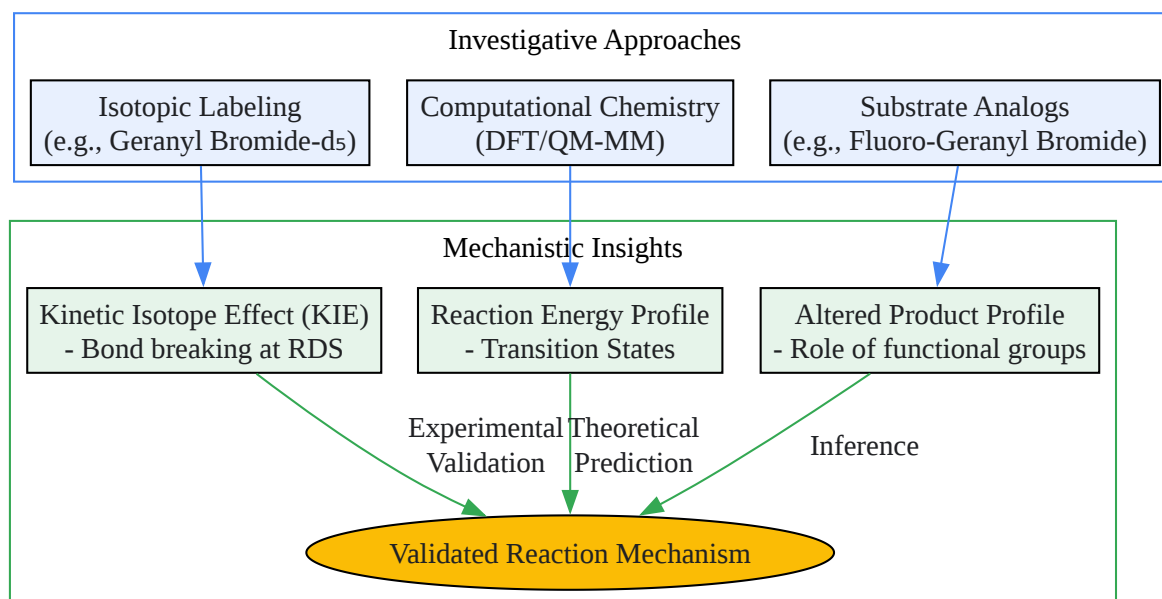 Investigative Approaches
Isotopic Labeling
(e.g., Geranyl Bromide-d₅)
Computational Chemistry
(DFT/QM-MM)
Substrate Analogs
(e.g., Fluoro-Geranyl Bromide)
Mechanistic Insights
Kinetic Isotope Effect (KIE)
- Bond breaking at RDS
Reaction Energy Profile
- Transition States
Altered Product Profile
- Role of functional groups
Experimental
Validation
Theoretical
Prediction
Inference
Validated Reaction Mechanism